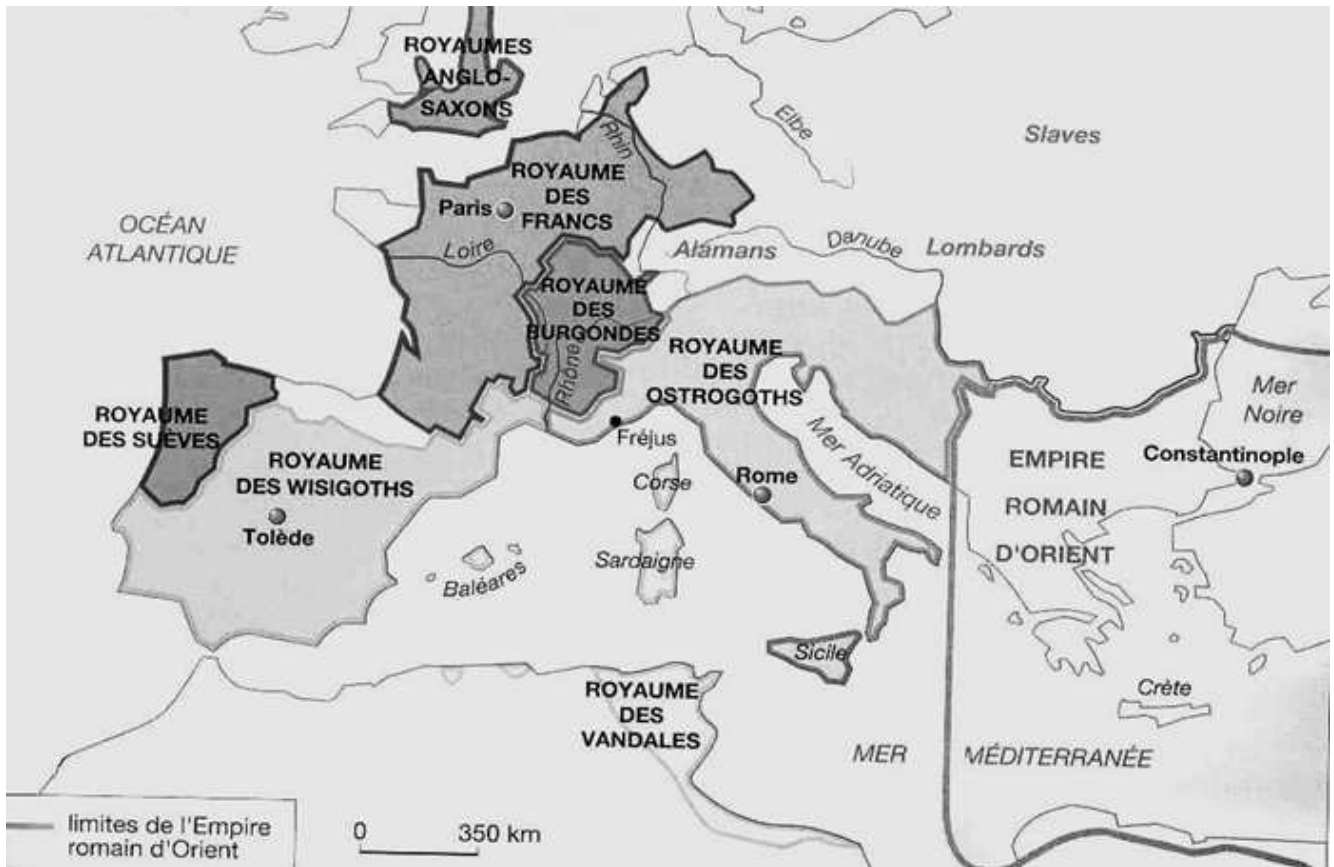 ROYAUMES
ANGLO-
SAXONS
Elbe
Slaves
Rhin
ROYAUME
DES
FRANCS
Paris
OCÉAN
ATLANTIQUE
Loire
Alamans
Danube
Lombards
ROYAUME
DES
BURGONDES
Rhône
ROYAUME
DES
OSTROGOTHS
Mer
Noire
ROYAUME
DES SUÈVES
Fréjus
Mer Adriatique
EMPIRE
ROMAIN
D'ORIENT
Constantinople
ROYAUME
DES WISIGOTHS
Tolède
Corse
Rome
Sardaigne
Baléares
Sicile
Crète
ROYAUME
DES
VANDALES
MER
MÉDITERRANÉE
limites de l'Empire
romain d'Orient
0
350 km